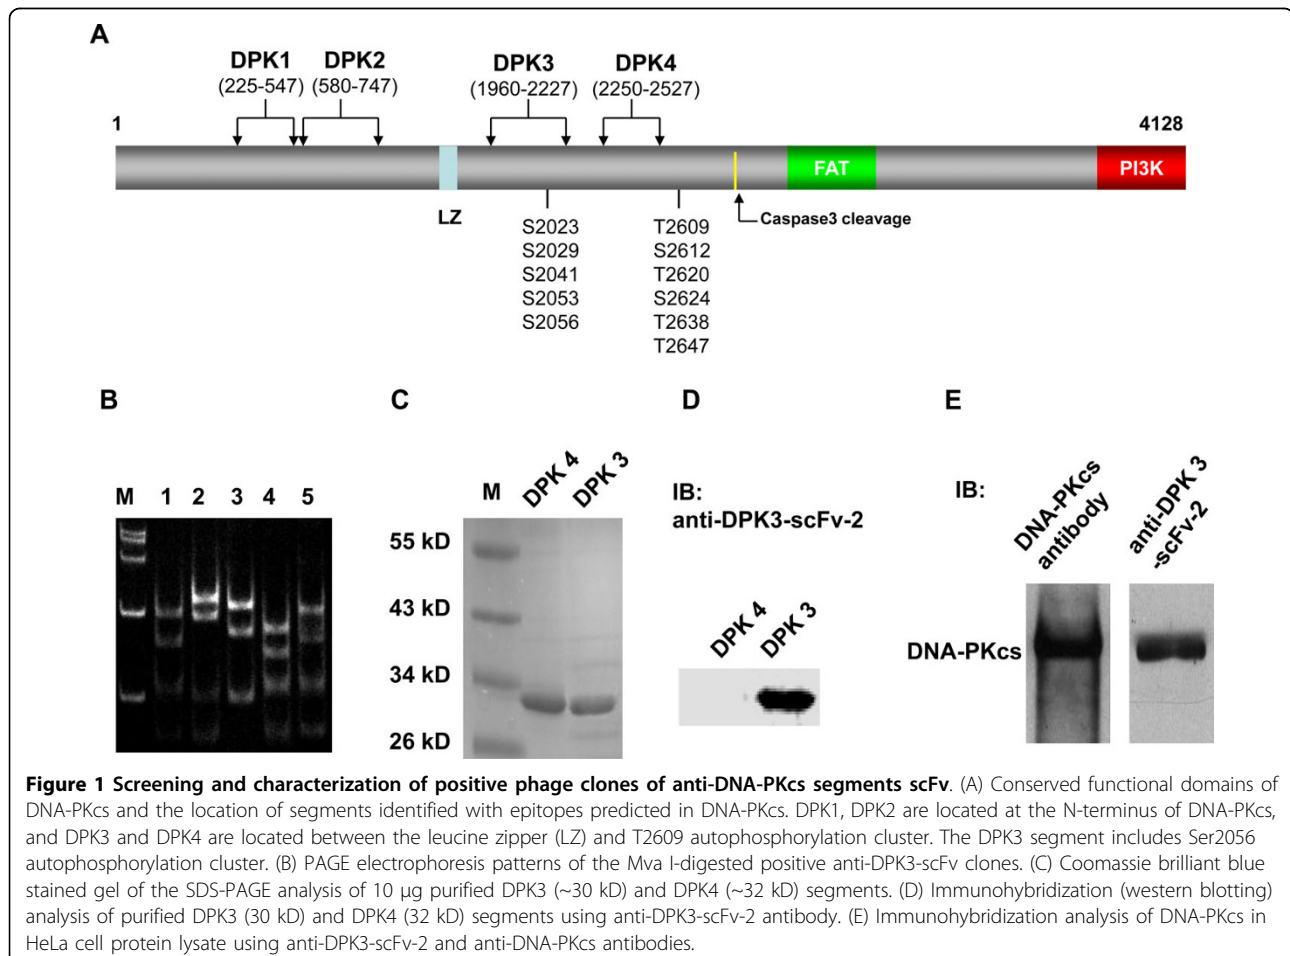 A
DPK1 DPK2 DPK3 DPK4
(225-547) (580-747) (1960-2227) (2250-2527)
1 4128
FAT PI3K
LZ
Caspase3 cleavage
S2023 T2609
S2029 S2612
S2041 T2620
S2053 S2624
S2056 T2638
T2647
B C D E
M 1 2 3 4 5
M DPK 4 DPK 3
55 kD
43 kD
34 kD
26 kD
IB:
anti-DPK3-scFv-2
DPK 4 DPK 3
IB:
DNA-PKcs
antibody
anti-DPK 3
-scFv-2
DNA-PKcs
Figure 1 Screening and characterization of positive phage clones of anti-DNA-PKcs segments scFv. (A) Conserved functional domains of
DNA-PKcs and the location of segments identified with epitopes predicted in DNA-PKcs. DPK1, DPK2 are located at the N-terminus of DNA-PKcs,
and DPK3 and DPK4 are located between the leucine zipper (LZ) and T2609 autophosphorylation cluster. The DPK3 segment includes Ser2056
autophosphorylation cluster. (B) PAGE electrophoresis patterns of the Mva I-digested positive anti-DPK3-scFv clones. (C) Coomassie brilliant blue
stained gel of the SDS-PAGE analysis of 10 μg purified DPK3 (~30 kD) and DPK4 (~32 kD) segments. (D) Immunohybridization (western blotting)
analysis of purified DPK3 (30 kD) and DPK4 (32 kD) segments using anti-DPK3-scFv-2 antibody. (E) Immunohybridization analysis of DNA-PKcs in
HeLa cell protein lysate using anti-DPK3-scFv-2 and anti-DNA-PKcs antibodies.